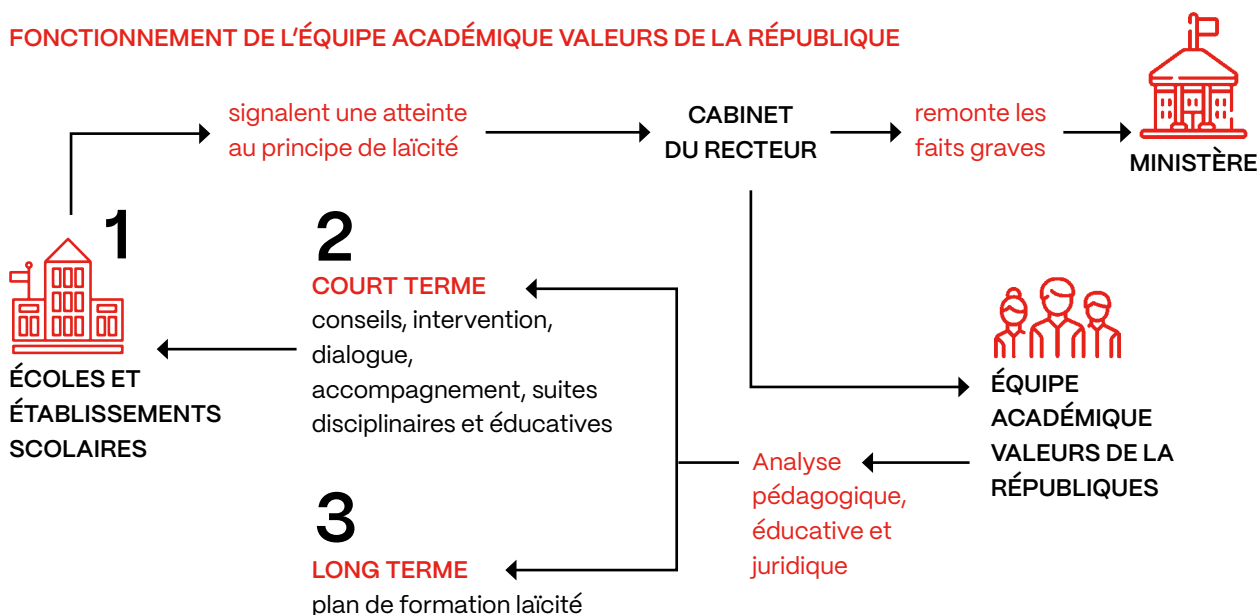 FONCTIONNEMENT DE L’ÉQUIPE ACADÉMIQUE VALEURS DE LA RÉPUBLIQUE
1
ÉCOLES ET
ÉTABLISSEMENTS
SCOLAIRES
signalent une atteinte
au principe de laïcité
CABINET
DU RECTEUR
remonte les
faits graves
MINISTÈRE
ÉQUIPE
ACADÉMIQUE
VALEURS DE LA
RÉPUBLIQUES
Analyse
pédagogique,
éducative et
juridique
2
COURT TERME
conseils, intervention,
dialogue,
accompagnement, suites
disciplinaires et éducatives
3
LONG TERME
plan de formation laïcité